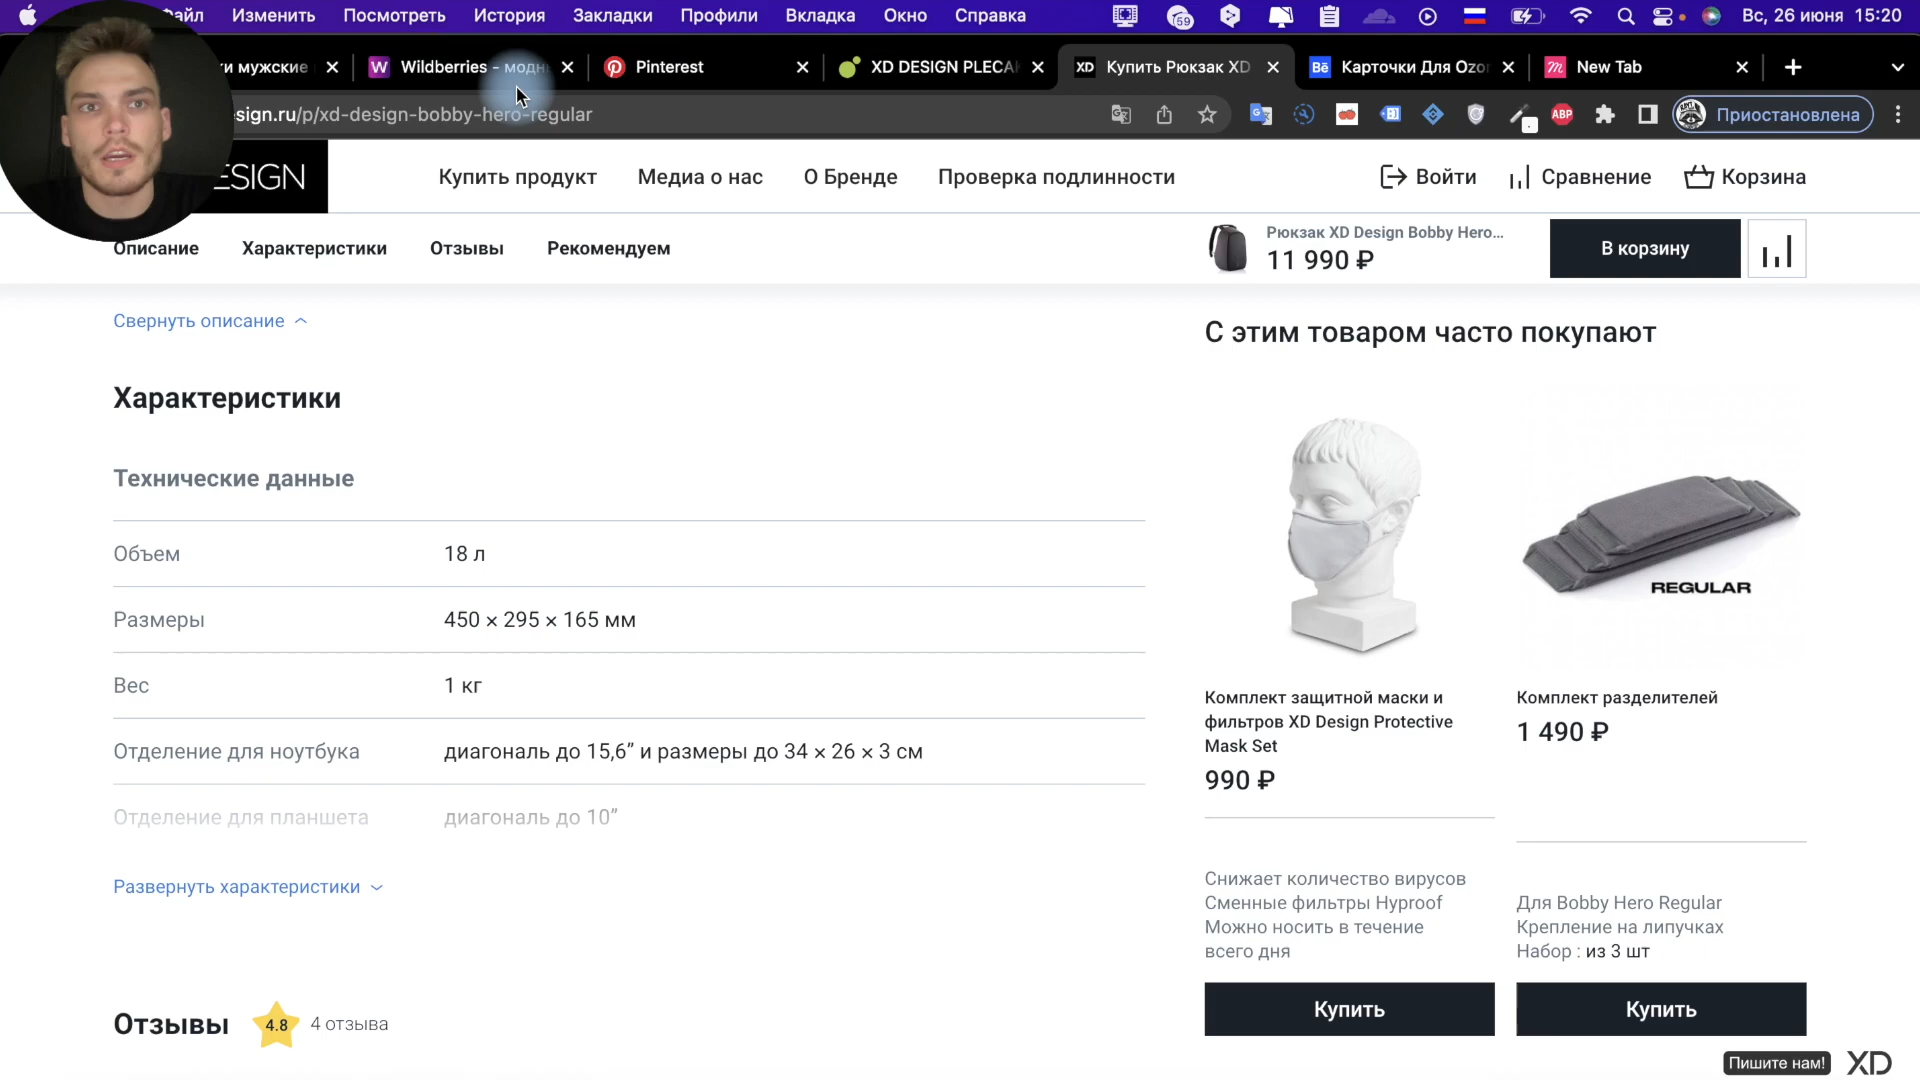 Файл Изменить Посмотреть История Закладки Профили Вкладка Окно Справка 59 Вс, 26 июня 15:20
и мужские W Wildberries - модн Pinterest XD DESIGN PLECA XD Купить Рюкзак XD Bē Карточки Для Ozo m New Tab
esign.ru/p/xd-design-bobby-hero-regular ABP Приостановлена
ESIGN
Купить продукт Медиа о нас О Бренде Проверка подлинности Войти Сравнение Корзина
Описание Характеристики Отзывы Рекомендуем
Рюкзак XD Design Bobby Hero...
11 990 ₽
В корзину
Свернуть описание
Характеристики
Технические данные
Объем 18 л
Размеры 450 × 295 × 165 мм
Вес 1 кг
Отделение для ноутбука диагональ до 15,6” и размеры до 34 × 26 × 3 см
Отделение для планшета диагональ до 10”
Развернуть характеристики
Отзывы 4.8 4 отзыва
С этим товаром часто покупают
Комплект защитной маски и
фильтров XD Design Protective
Mask Set
990 ₽
Снижает количество вирусов
Сменные фильтры Hyproof
Можно носить в течение
всего дня
Купить
REGULAR
Комплект разделителей
1 490 ₽
Для Bobby Hero Regular
Крепление на липучках
Набор : из 3 шт
Купить
Пишите нам! XD